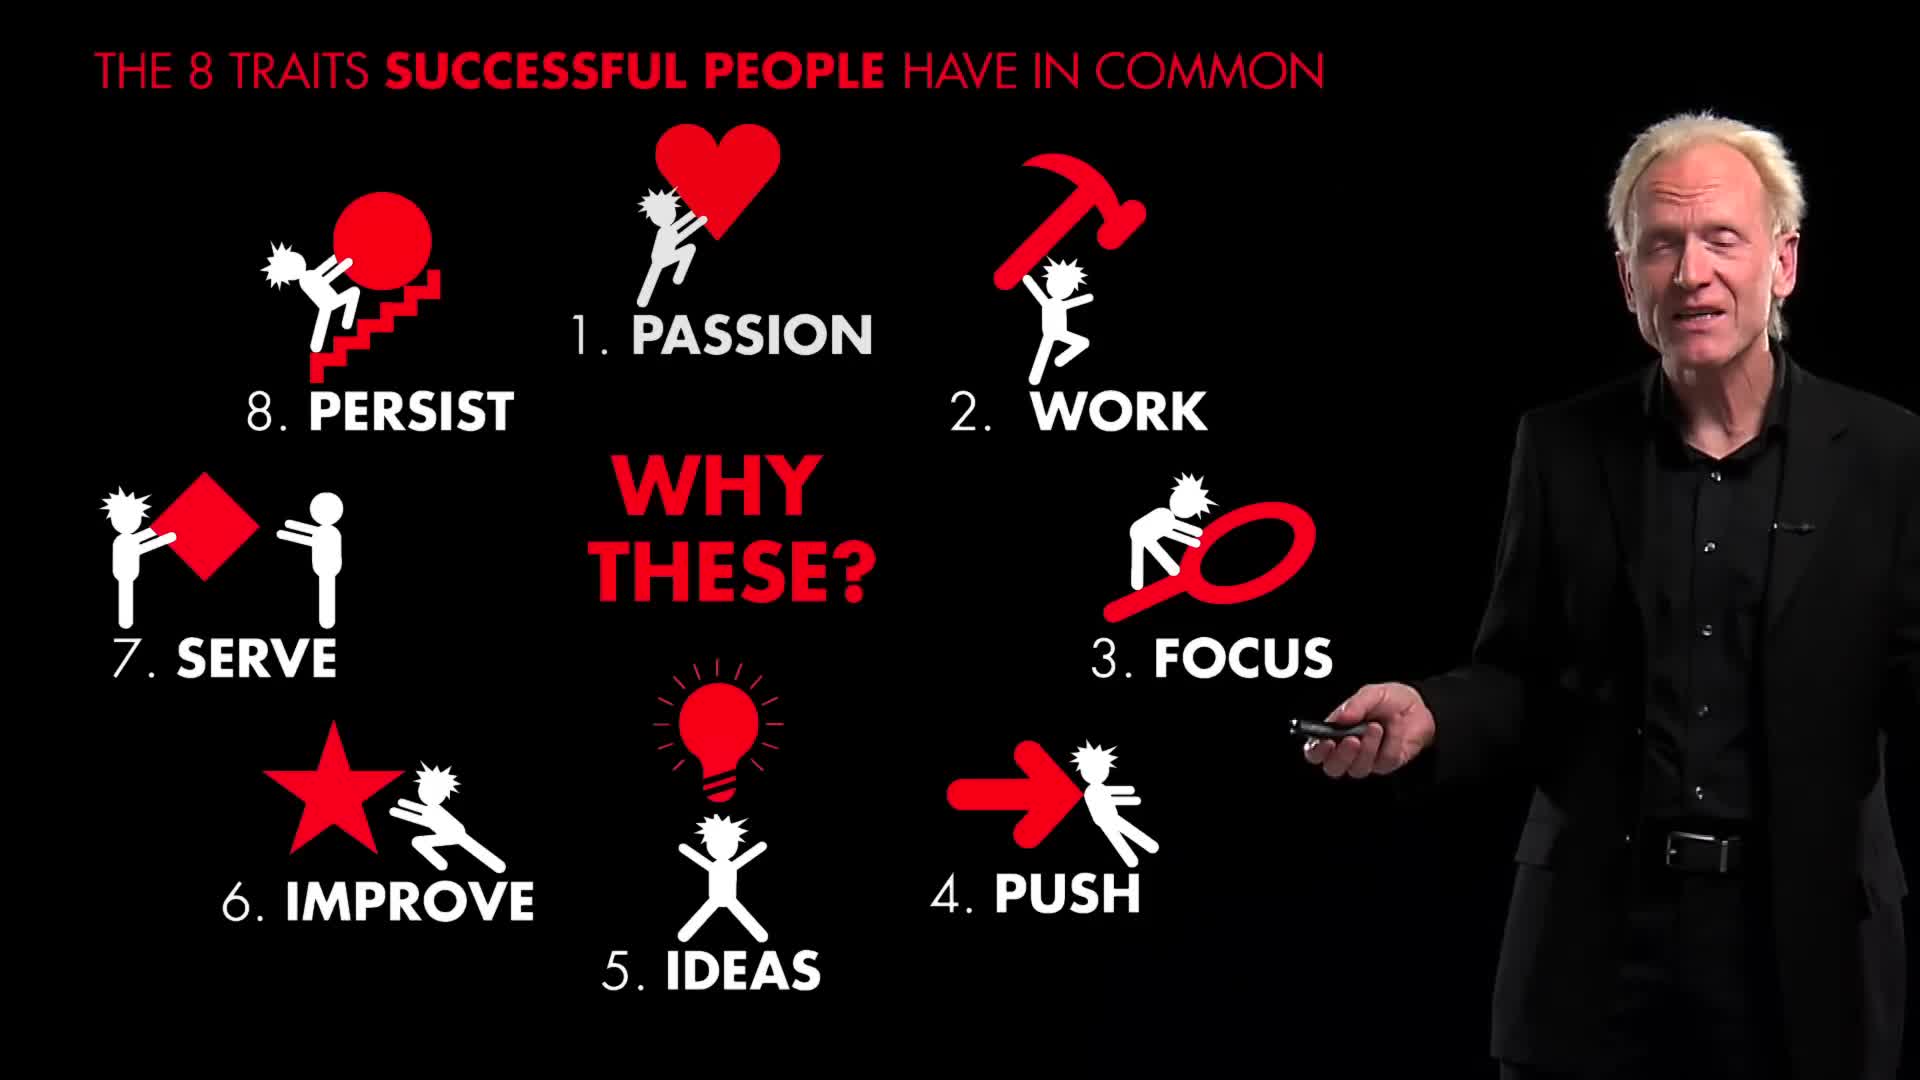 THE 8 TRAITS SUCCESSFUL PEOPLE HAVE IN COMMON
1. PASSION
2. WORK
3. FOCUS
4. PUSH
5. IDEAS
6. IMPROVE
7. SERVE
8. PERSIST
WHY
THESE?